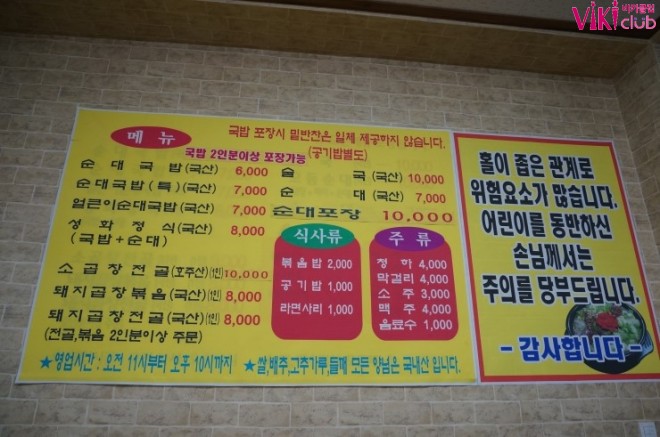 비키클럽
ViKi club
메 뉴
국밥 포장시 밑반찬은 일체 제공하지 않습니다.
국밥 2인분이상 포장가능 (공기밥별도)
순 대 국 밥 (국산) 6,000
순대국밥(특)(국산) 7,000
얼큰이순대국밥(국산) 7,000
성 화 정 식 (국산) 8,000
(국밥+순대)
소곱창전골(호주산)(1인) 10,000
돼지곱창볶음(국산)(1인) 8,000
돼지곱창전골(국산)(1인) 8,000
(전골,볶음 2인분이상 주문)
술 국(국산) 10,000
순 대 (국산) 7,000
순대포장 10,000
식사류
볶음밥 2,000
공기밥 1,000
라면사리 1,000
주 류
청 하 4,000
막걸리 4,000
소 주 3,000
맥 주 4,000
음료수 1,000
★영업시간 : 오전 11시부터 오후 10시까지
★쌀,배추,고추가루,들깨 모든 양념은 국내산 입니다.
홀이 좁은 관계로
위험요소가 많습니다.
어린이를 동반하신
손님께서는
주의를 당부드립니다.
- 감사합니다 -